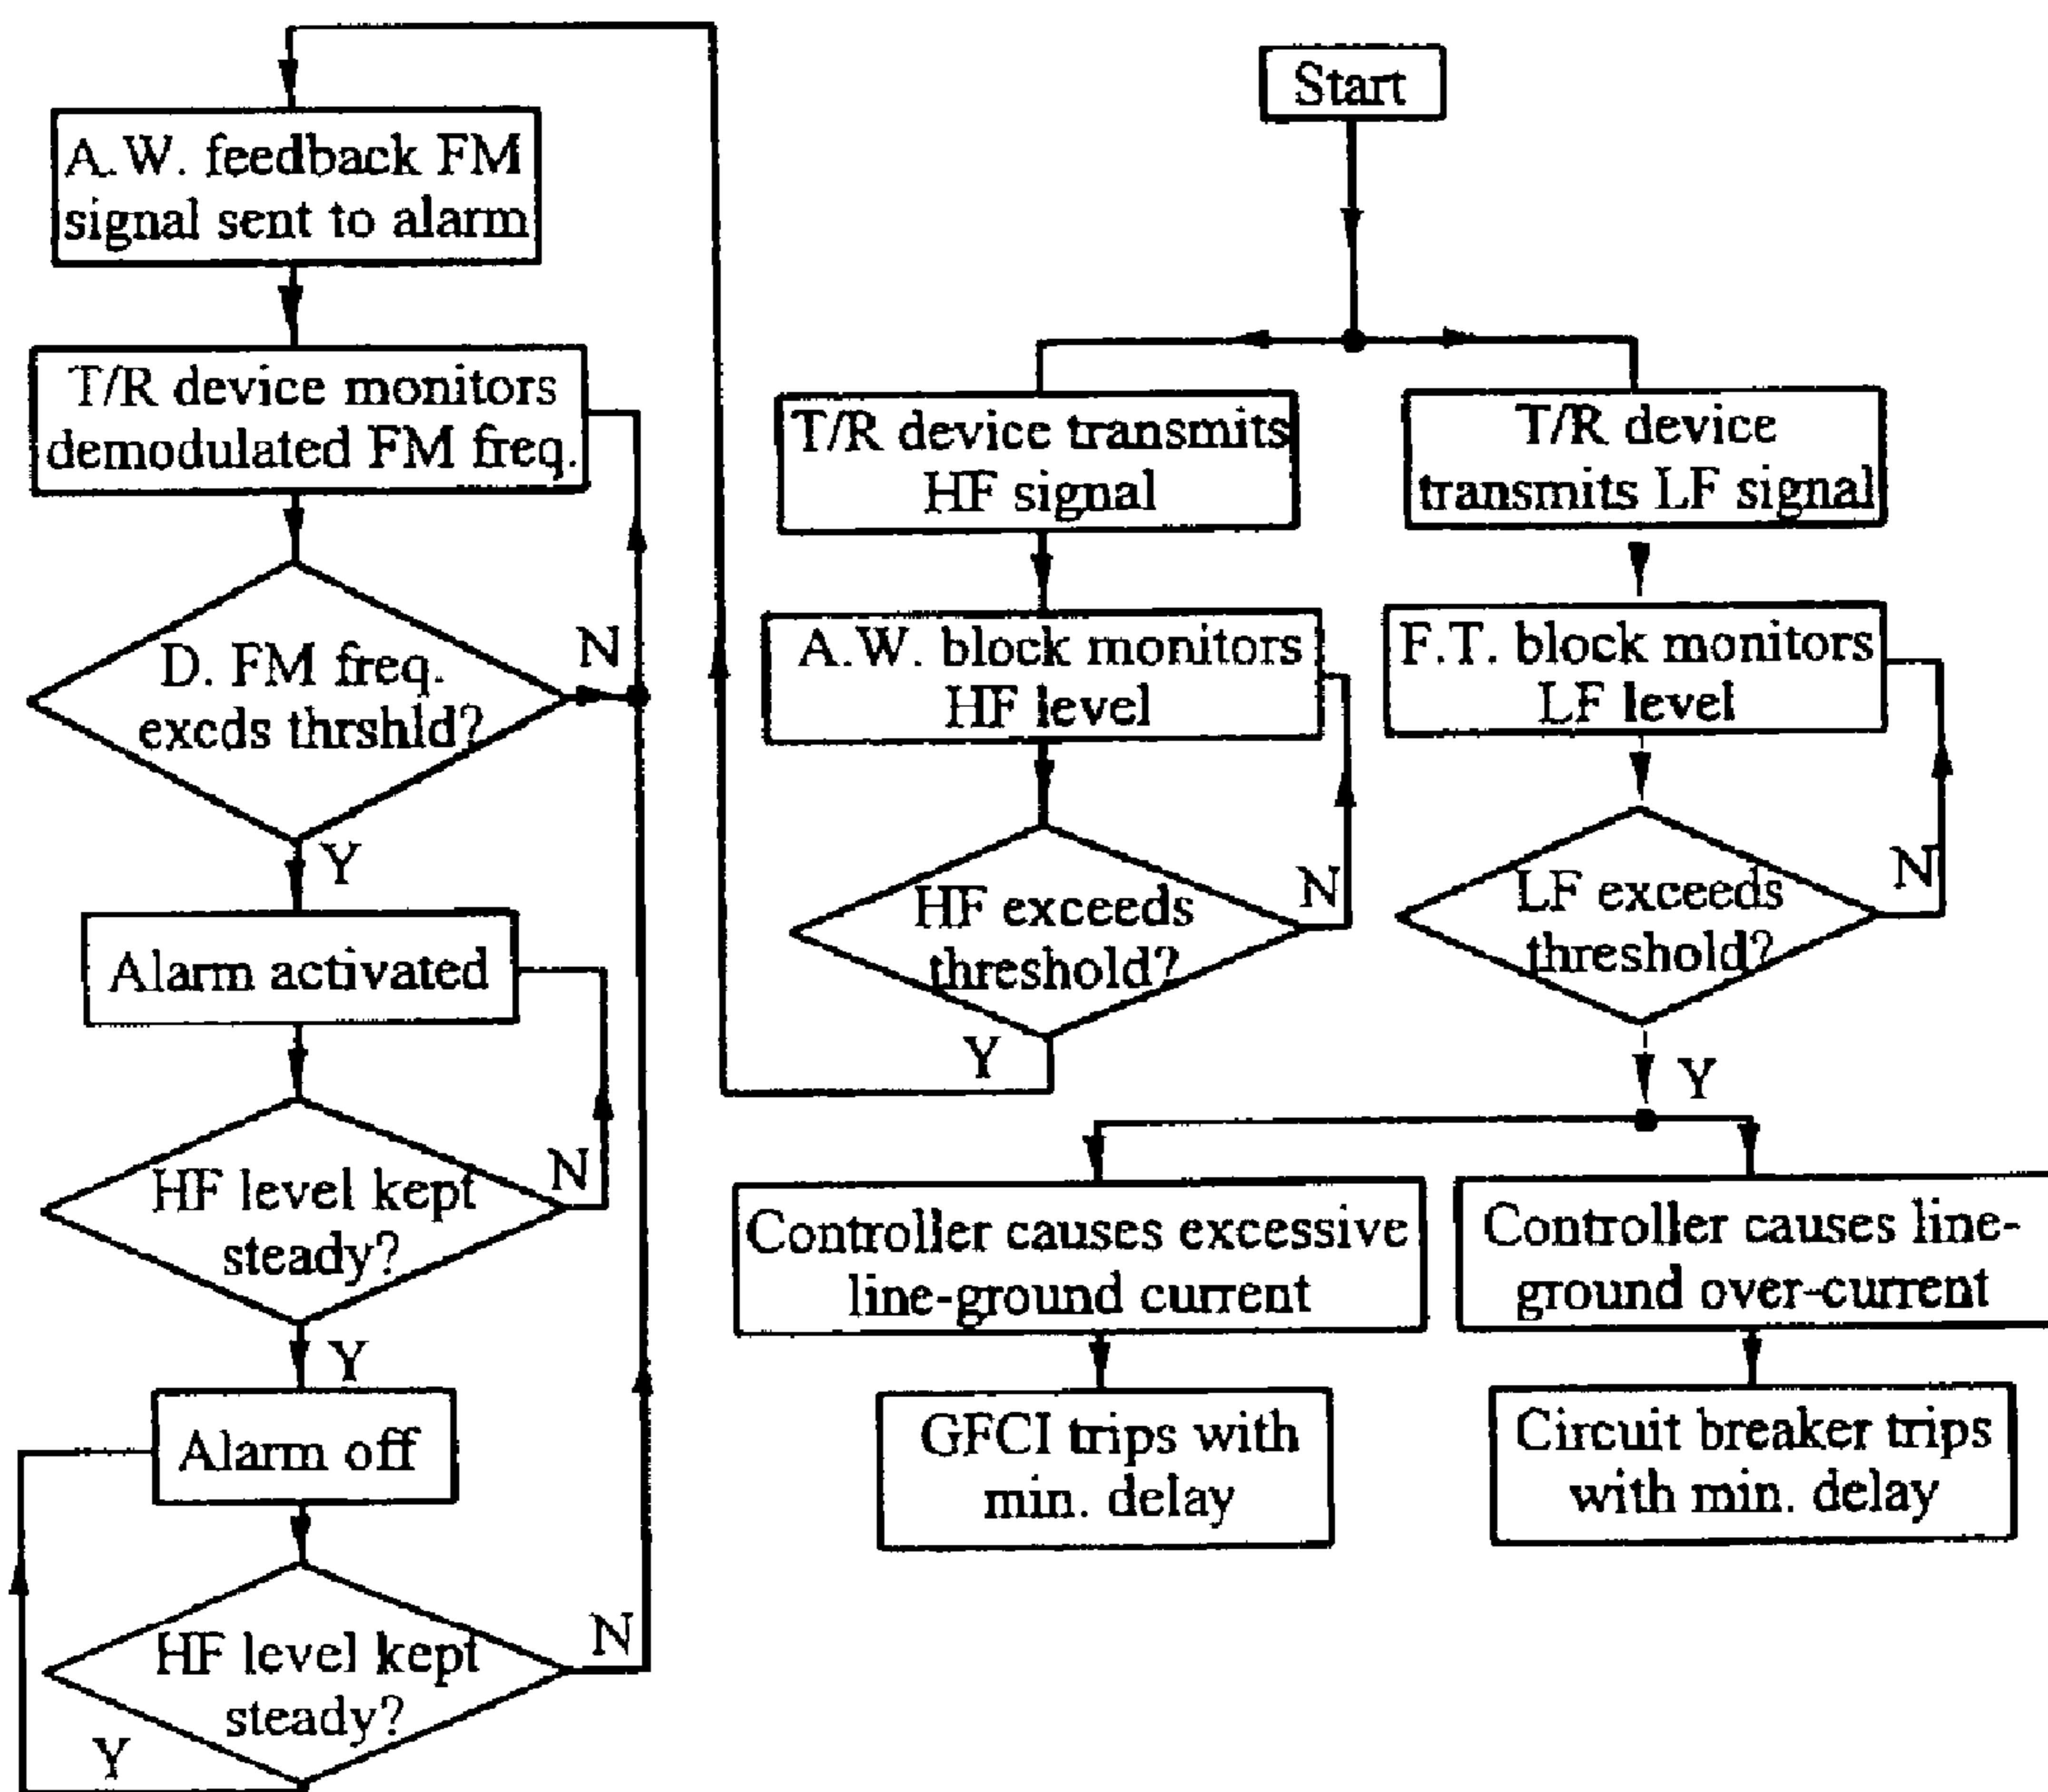 Start
T/R device transmits
HF signal
A.W. block monitors
HF level
HF exceeds
threshold?
N
Y
T/R device
transmits LF signal
F.T. block monitors
LF level
LF exceeds
threshold?
N
Y
Controller causes excessive
line-ground current
GFCI trips with
min. delay
Controller causes line-
ground over-current
Circuit breaker trips
with min. delay
A.W. feedback FM
signal sent to alarm
T/R device monitors
demodulated FM freq.
D. FM freq.
excds thrshld?
N
Y
Alarm activated
HF level kept
steady?
N
Y
Alarm off
HF level kept
steady?
N
Y